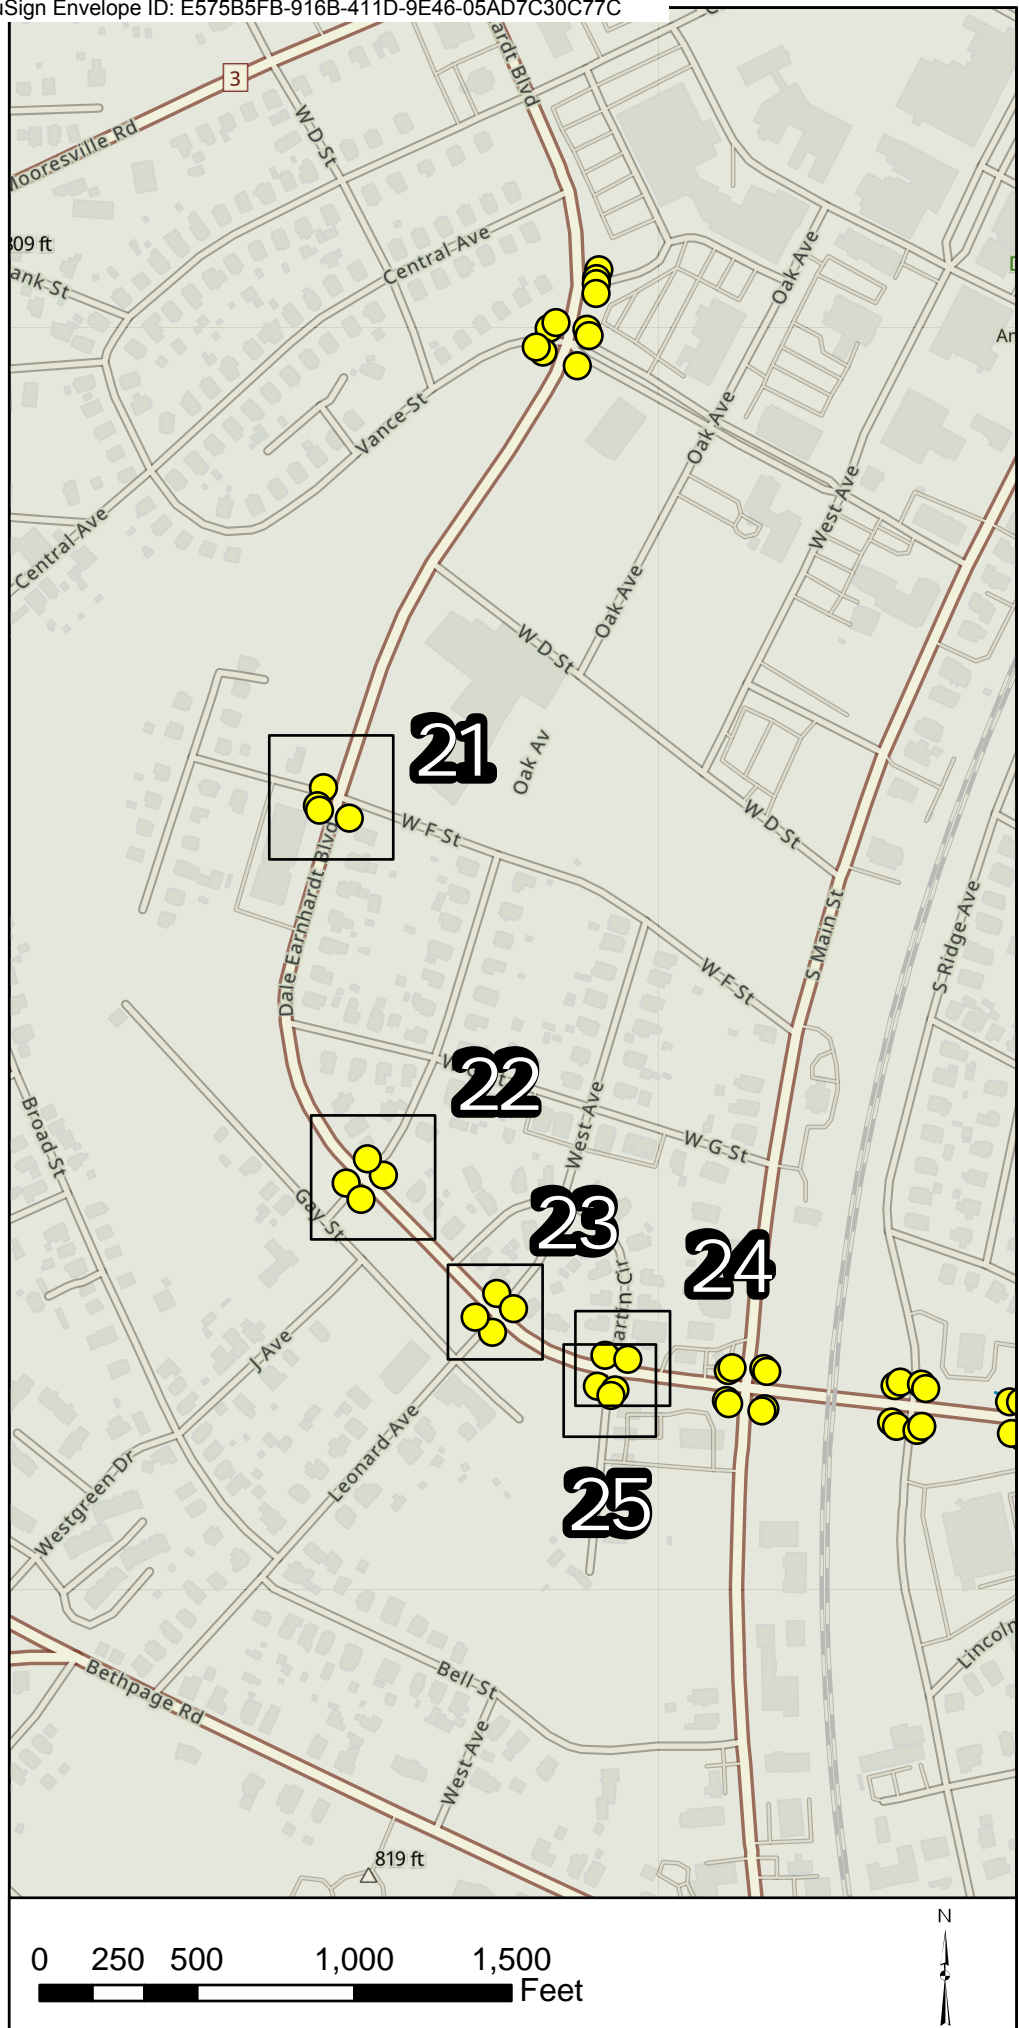 uSign Envelope ID: E575B5FB-916B-411D-9E46-05AD7C30C77C
ardt Blvd
3
W D St
Mooresville Rd
809 ft
Central Ave
Oak Ave
ank St
Ar
Vance St
Oak Ave
West Ave
Central Ave
Oak Ave
W D St
21
Oak Av
W F St
W D St
Dale Earnhardt Blvd
S Main St
S Ridge Ave
W F St
22
Broad St
West Ave
W G St
Gay St
23
24
artin Cir
J Ave
Leonard Ave
Westgreen Dr
25
Lincoln
Bell St
Bethpage Rd
West Ave
819 ft
N
0 250 500 1,000 1,500
Feet